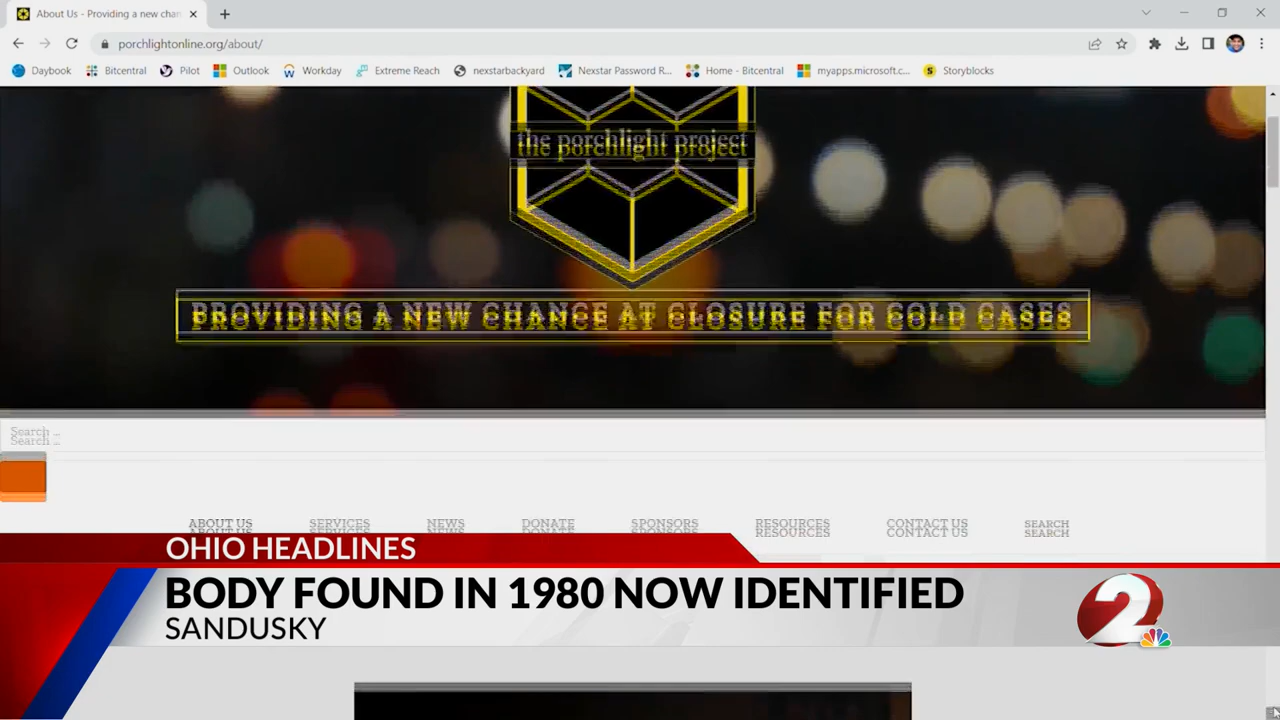 About Us - Providing a new chan
porchlightonline.org/about/
Daybook Bitcentral Pilot Outlook Workday Extreme Reach nexstarbackyard Nexstar Password R... Home - Bitcentral myapps.microsoft.c... Storyblocks
the porchlight project
PROVIDING A NEW CHANCE AT CLOSURE FOR COLD CASES
Search ...
ABOUT US SERVICES NEWS DONATE SPONSORS RESOURCES CONTACT US SEARCH
OHIO HEADLINES
BODY FOUND IN 1980 NOW IDENTIFIED
SANDUSKY
2